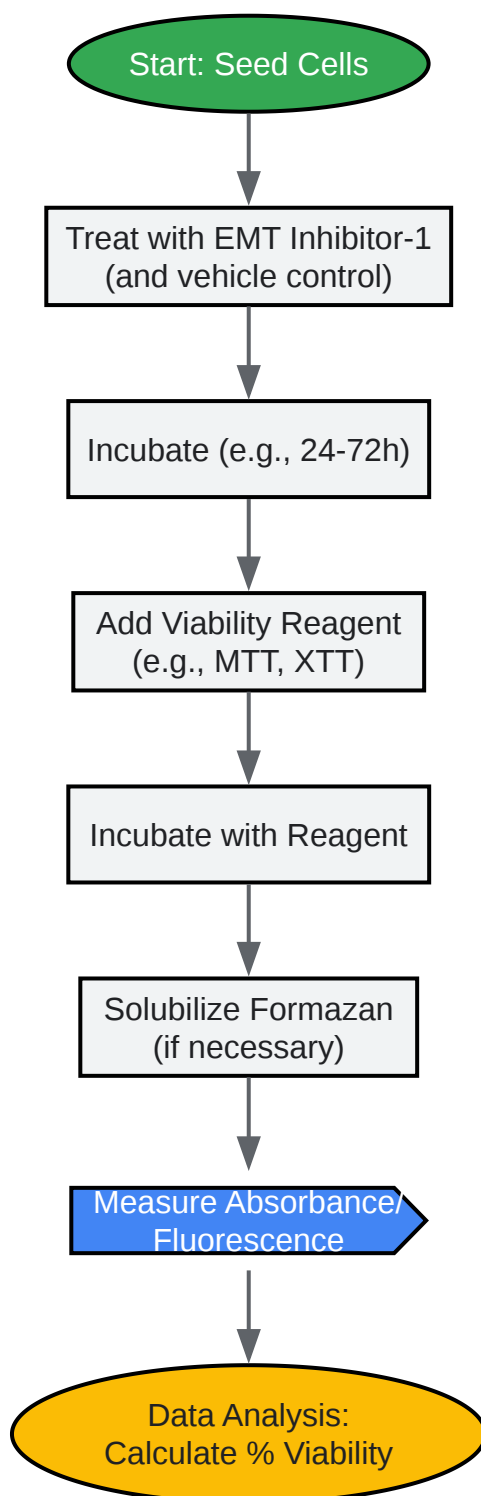 Start: Seed Cells
Treat with EMT Inhibitor-1
(and vehicle control)
Incubate (e.g., 24-72h)
Add Viability Reagent
(e.g., MTT, XTT)
Incubate with Reagent
Solubilize Formazan
(if necessary)
Measure Absorbance/
Fluorescence
Data Analysis:
Calculate % Viability